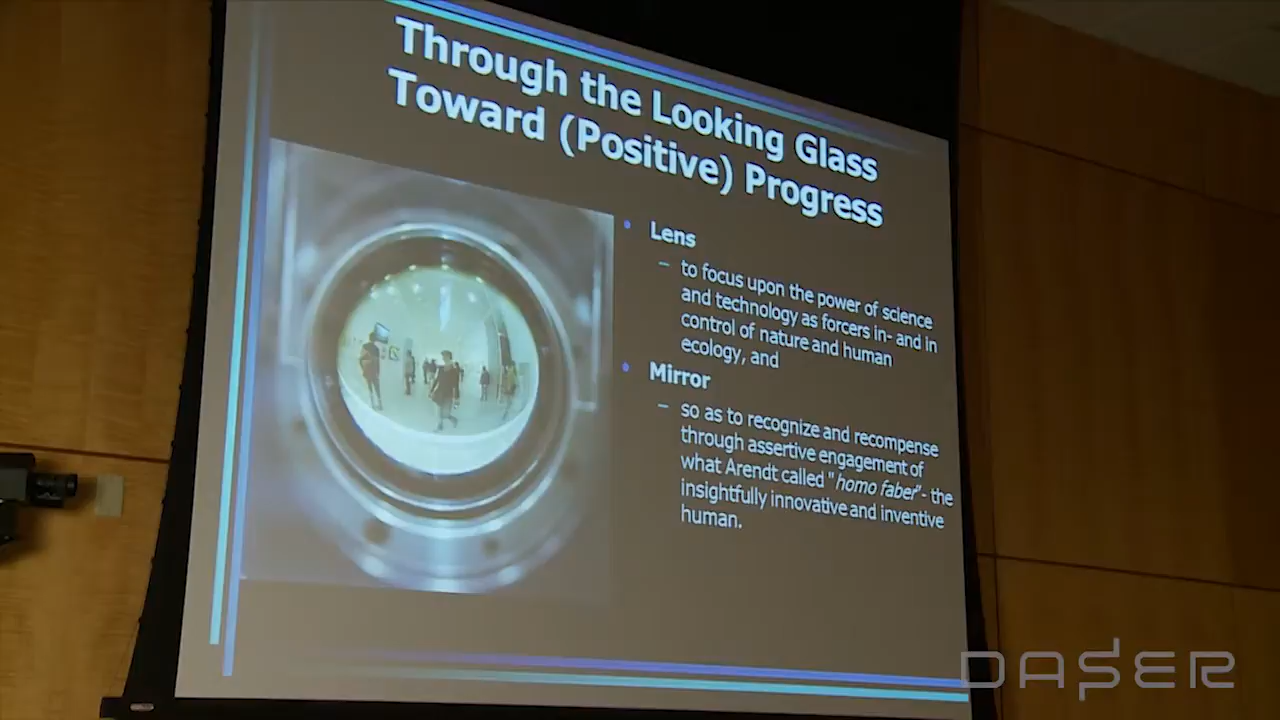 Through the Looking Glass
Toward (Positive) Progress
• Lens
– to focus upon the power of science
and technology as forcers in- and in
control of nature and human
ecology, and
• Mirror
– so as to recognize and recompense
through assertive engagement of
what Arendt called "homo faber"- the
insightfully innovative and inventive
human.
DASER